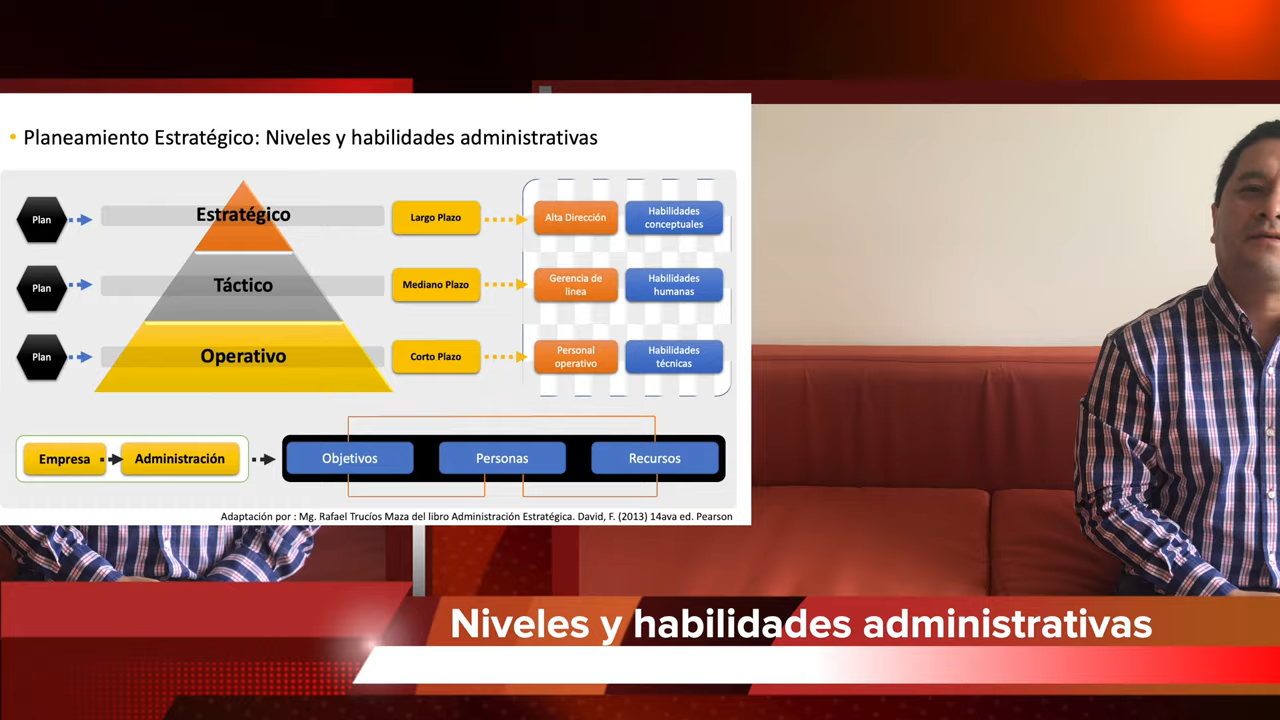 • Planeamiento Estratégico: Niveles y habilidades administrativas
Plan
Estratégico
Largo Plazo
Alta Dirección
Habilidades
conceptuales
Plan
Táctico
Mediano Plazo
Gerencia de
linea
Habilidades
humanas
Plan
Operativo
Corto Plazo
Personal
operativo
Habilidades
técnicas
Empresa
Administración
Objetivos
Personas
Recursos
Adaptación por : Mg. Rafael Trucíos Maza del libro Administración Estratégica. David, F. (2013) 14ava ed. Pearson
Niveles y habilidades administrativas